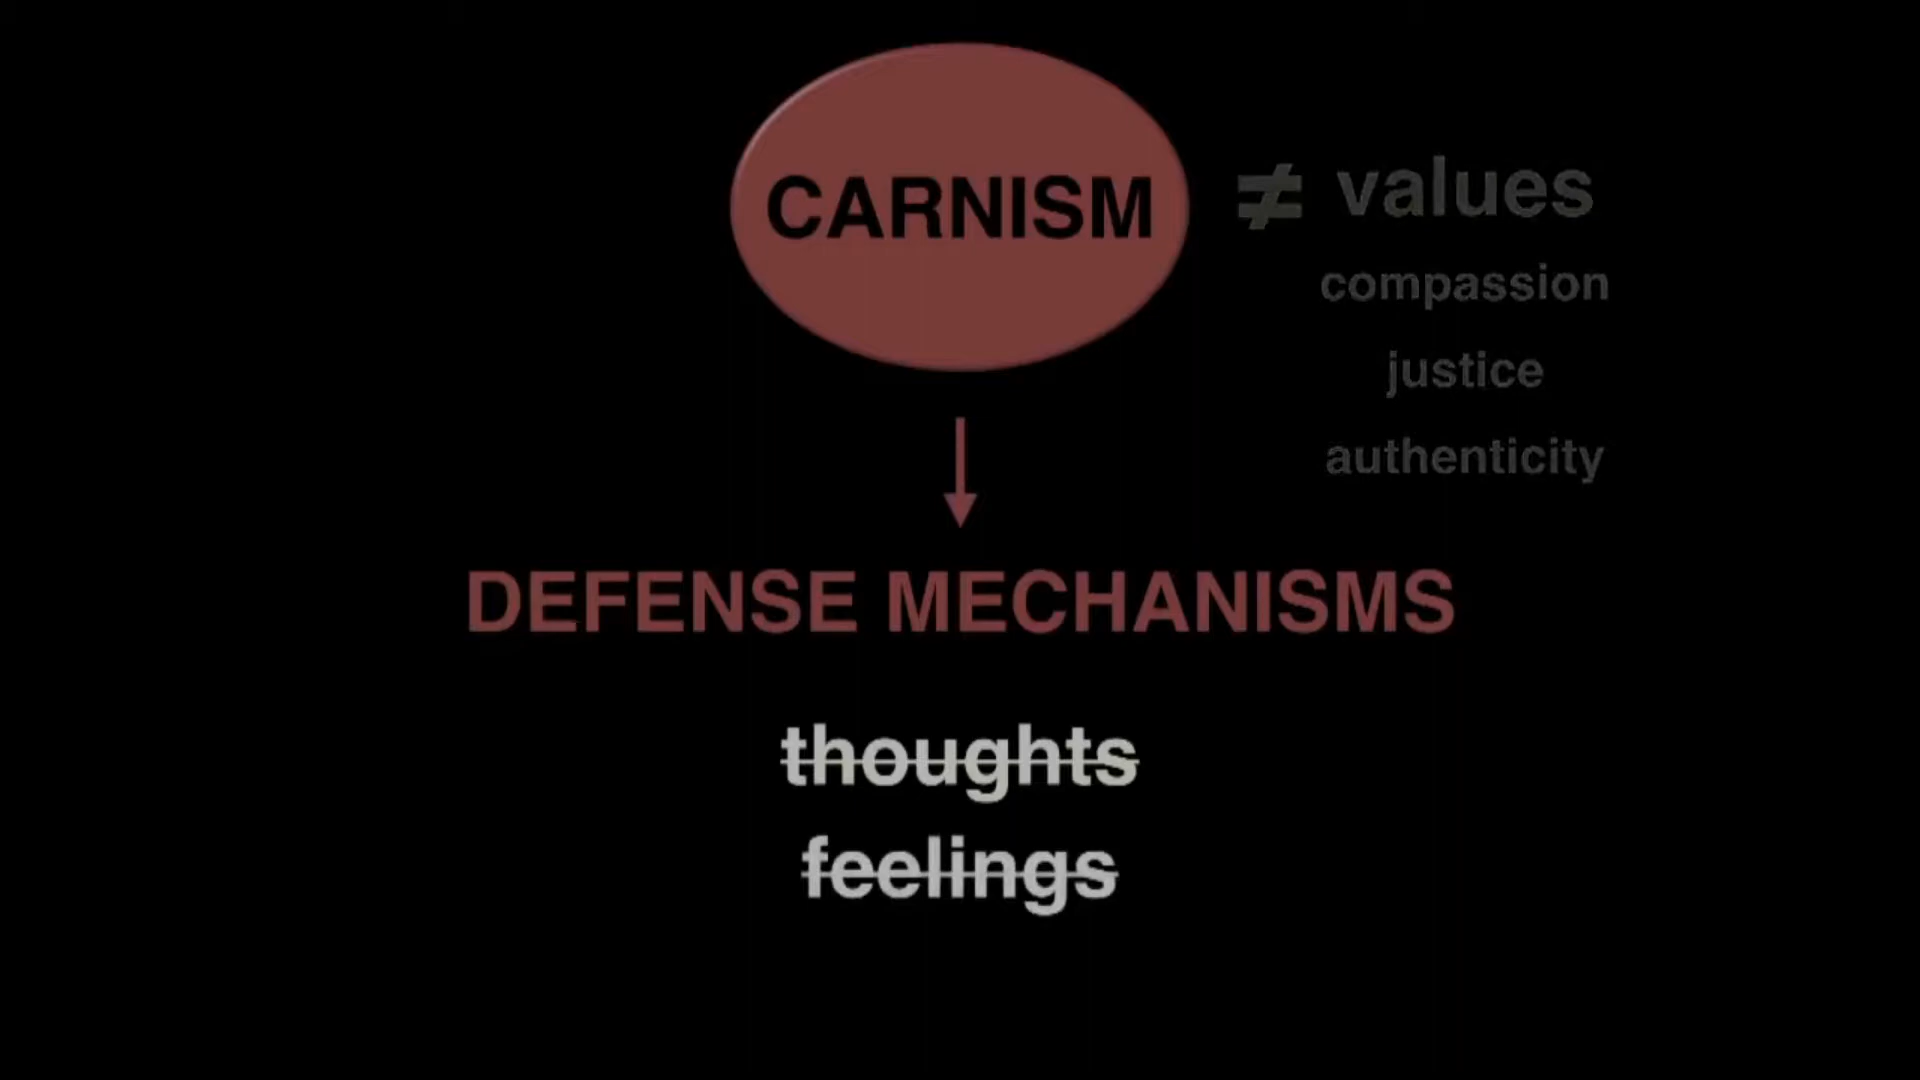 CARNISM
≠ values
compassion
justice
authenticity
DEFENSE MECHANISMS
thoughts
feelings